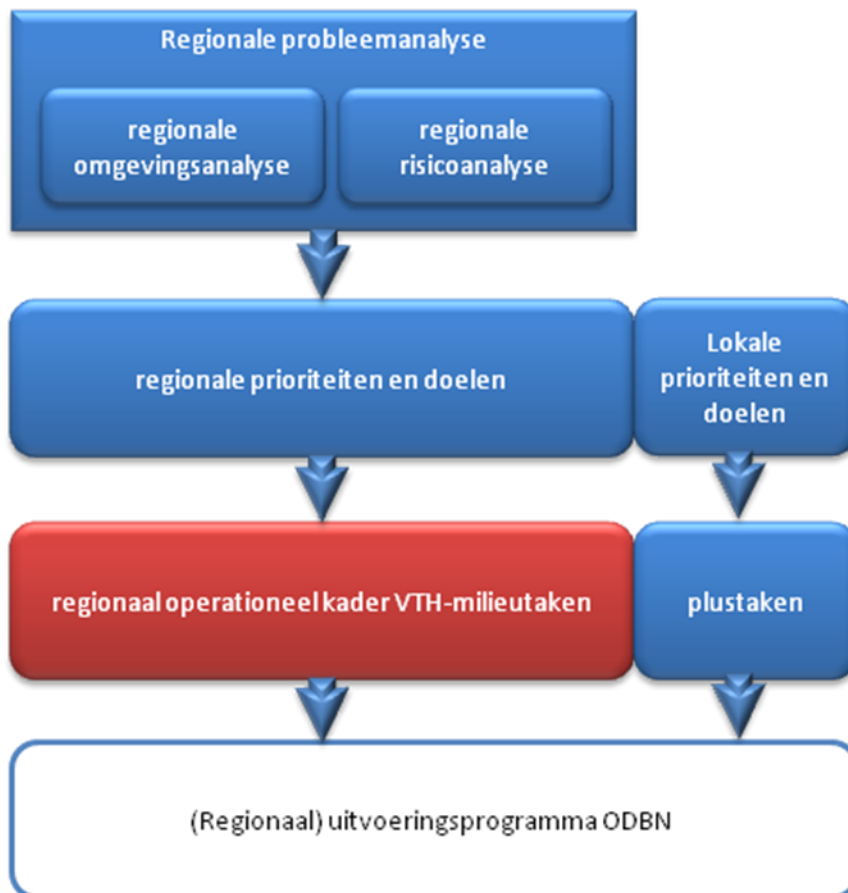 Regionale probleemanalyse
regionale
omgevingsanalyse
regionale
risicoanalyse
regionale prioriteiten en doelen
Lokale
prioriteiten en
doelen
regionaal operationeel kader VTH-milieutaken
plustaken
(Regionaal) uitvoeringsprogramma ODBN